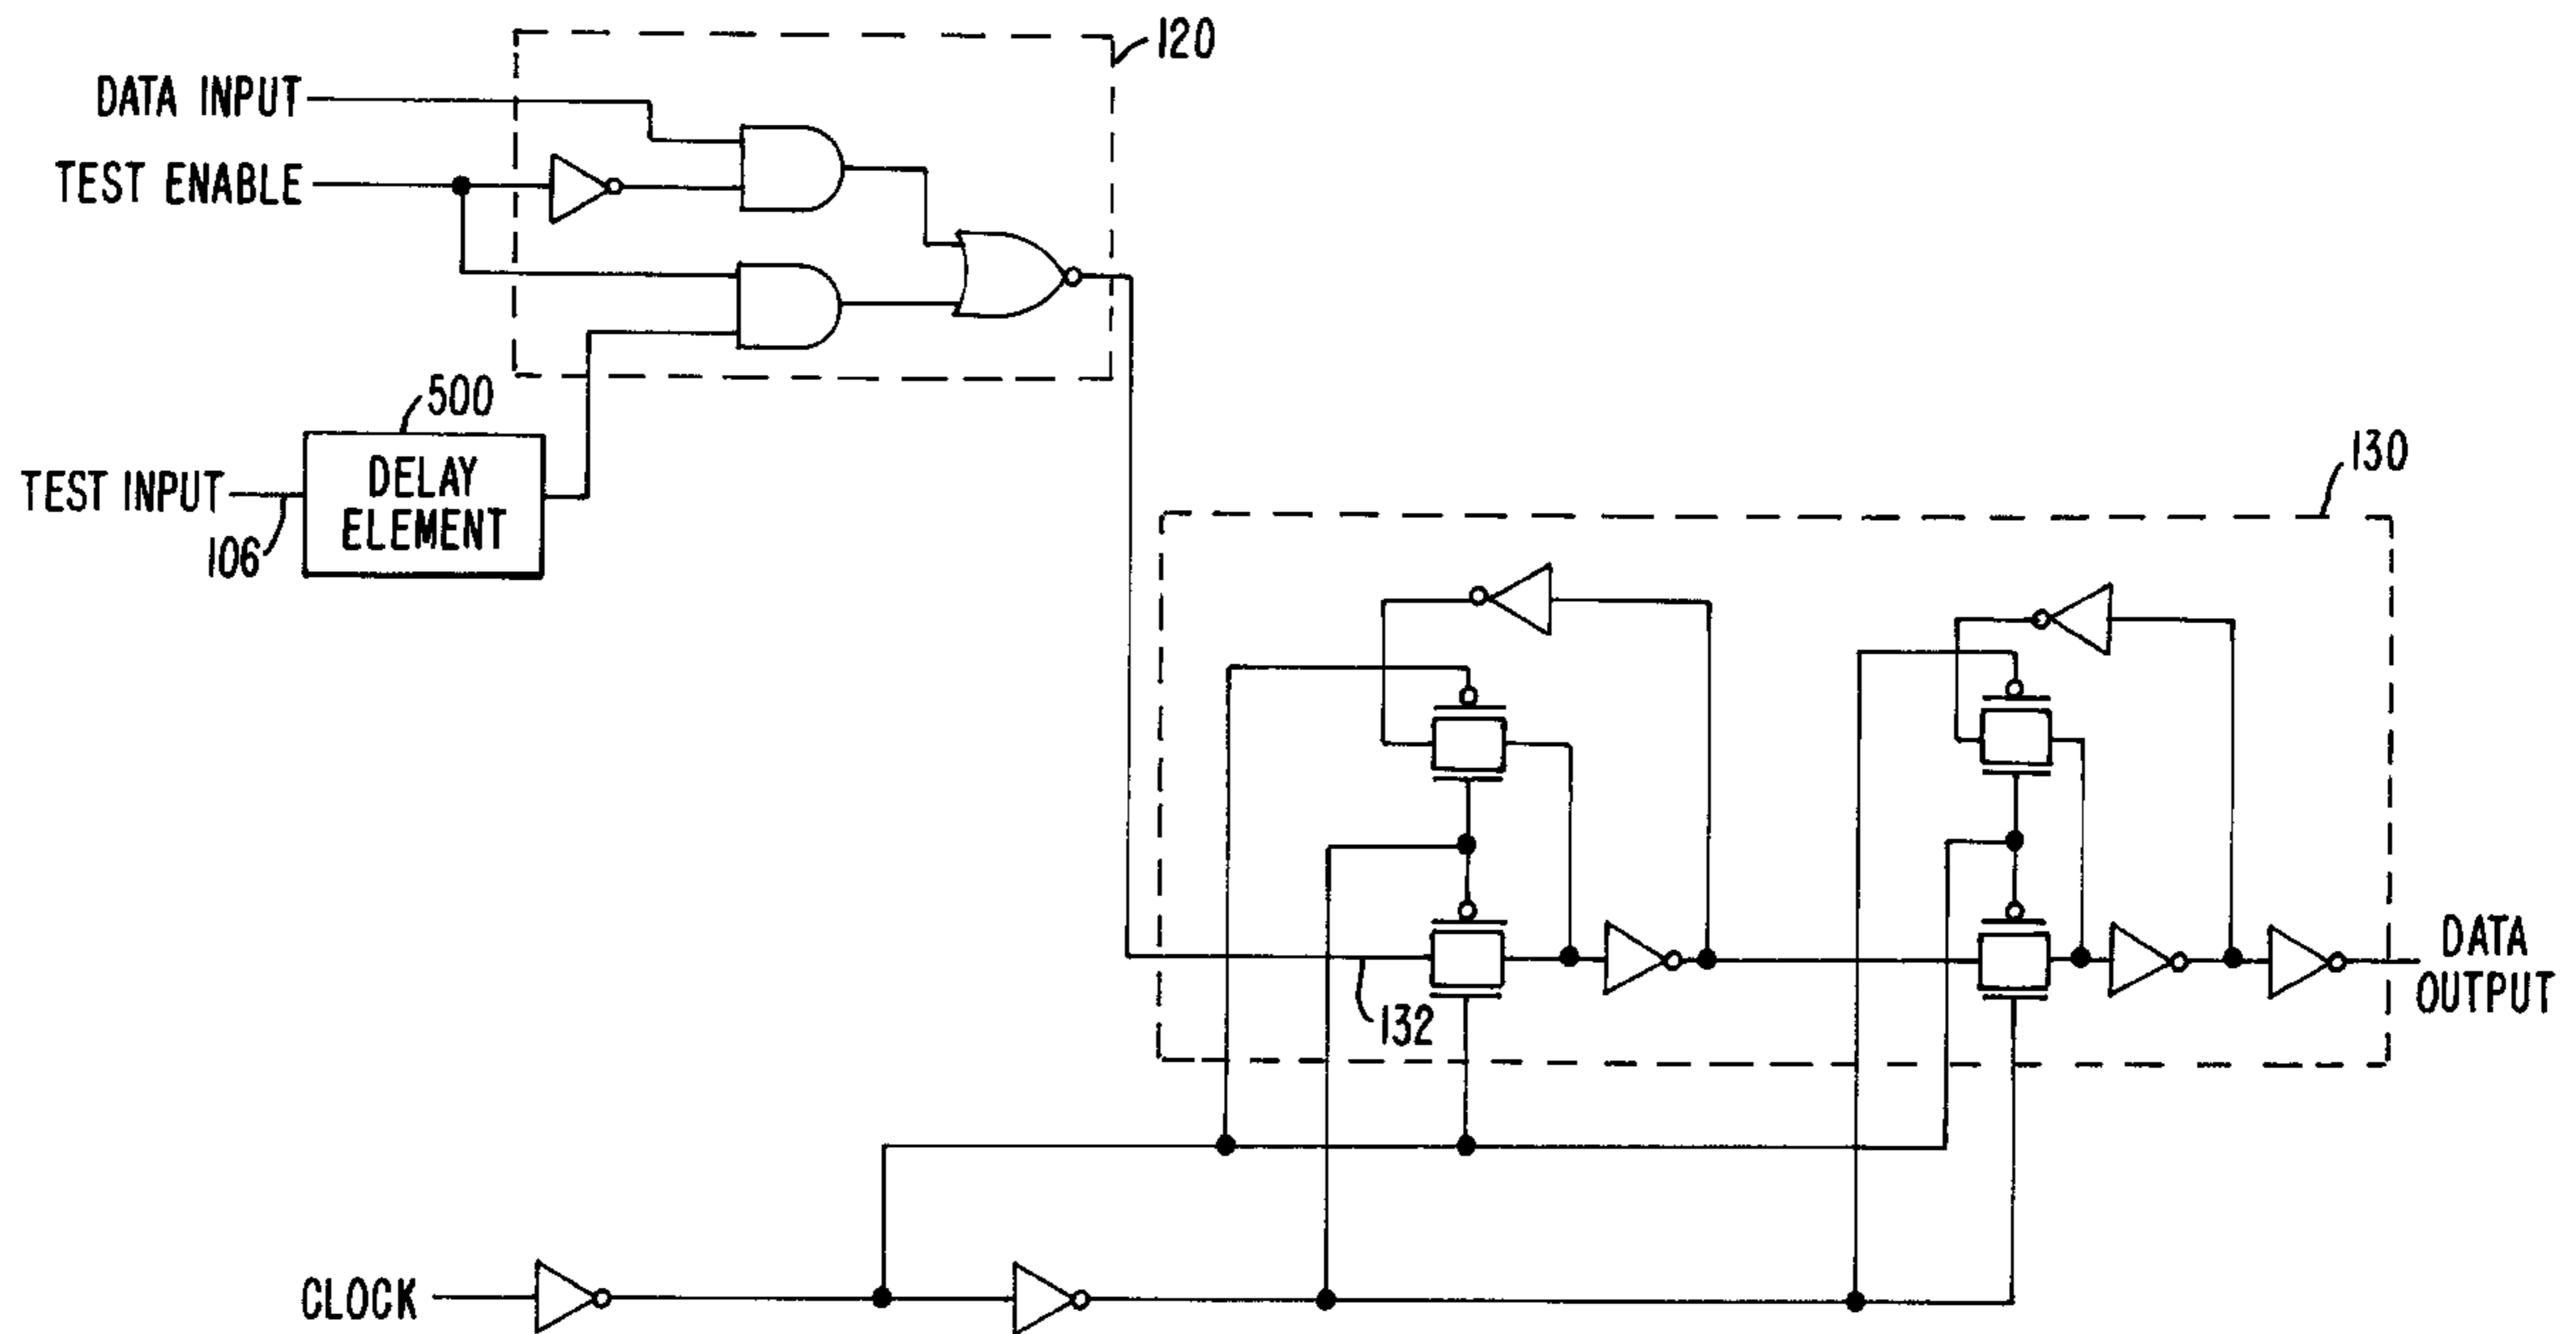 120
DATA INPUT
TEST ENABLE
500
DELAY
ELEMENT
TEST INPUT
106
130
132
DATA
OUTPUT
CLOCK